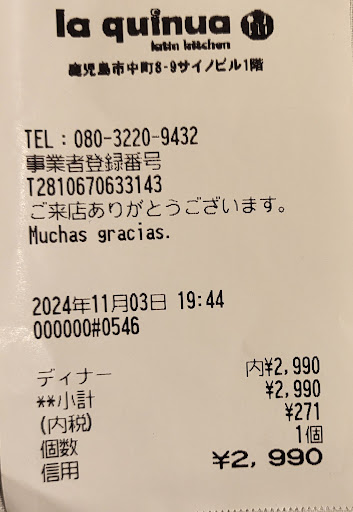 la quinua
latin kitchen
鹿児島市中町8-9サイノビル1階
TEL：080-3220-9432
事業者登録番号
T2810670633143
ご来店ありがとうございます。
Muchas gracias.
2024年11月03日 19:44
000000#0546
ディナー 内¥2,990
**小計 ¥2,990
(内税) ¥271
個数 1個
信用 ¥2,990